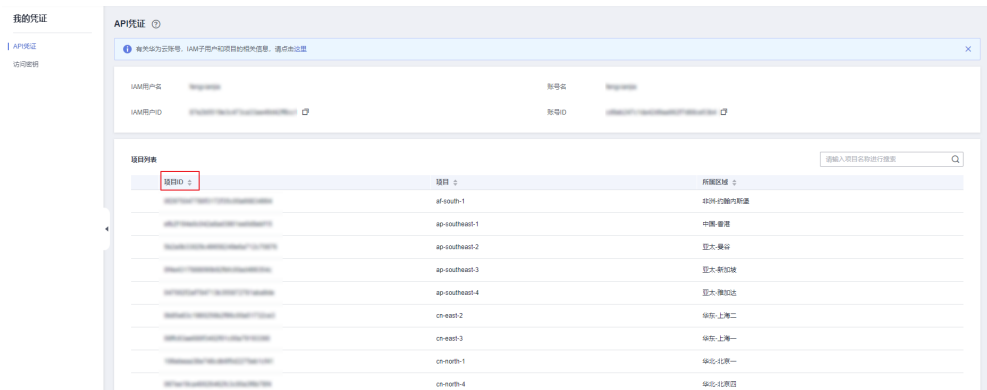 我的凭证
API凭证
访问密钥
API凭证
有关华为云账号、IAM子用户和项目的相关信息，请点击这里
IAM用户名
账号名
IAM用户ID
账号ID
项目列表
请输入项目名称进行搜索
项目ID 项目 所属区域
af-south-1 非洲-约翰内斯堡
ap-southeast-1 中国-香港
ap-southeast-2 亚太-曼谷
ap-southeast-3 亚太-新加坡
ap-southeast-4 亚太-雅加达
cn-east-2 华东-上海二
cn-east-3 华东-上海一
cn-north-1 华北-北京一
cn-north-4 华北-北京四